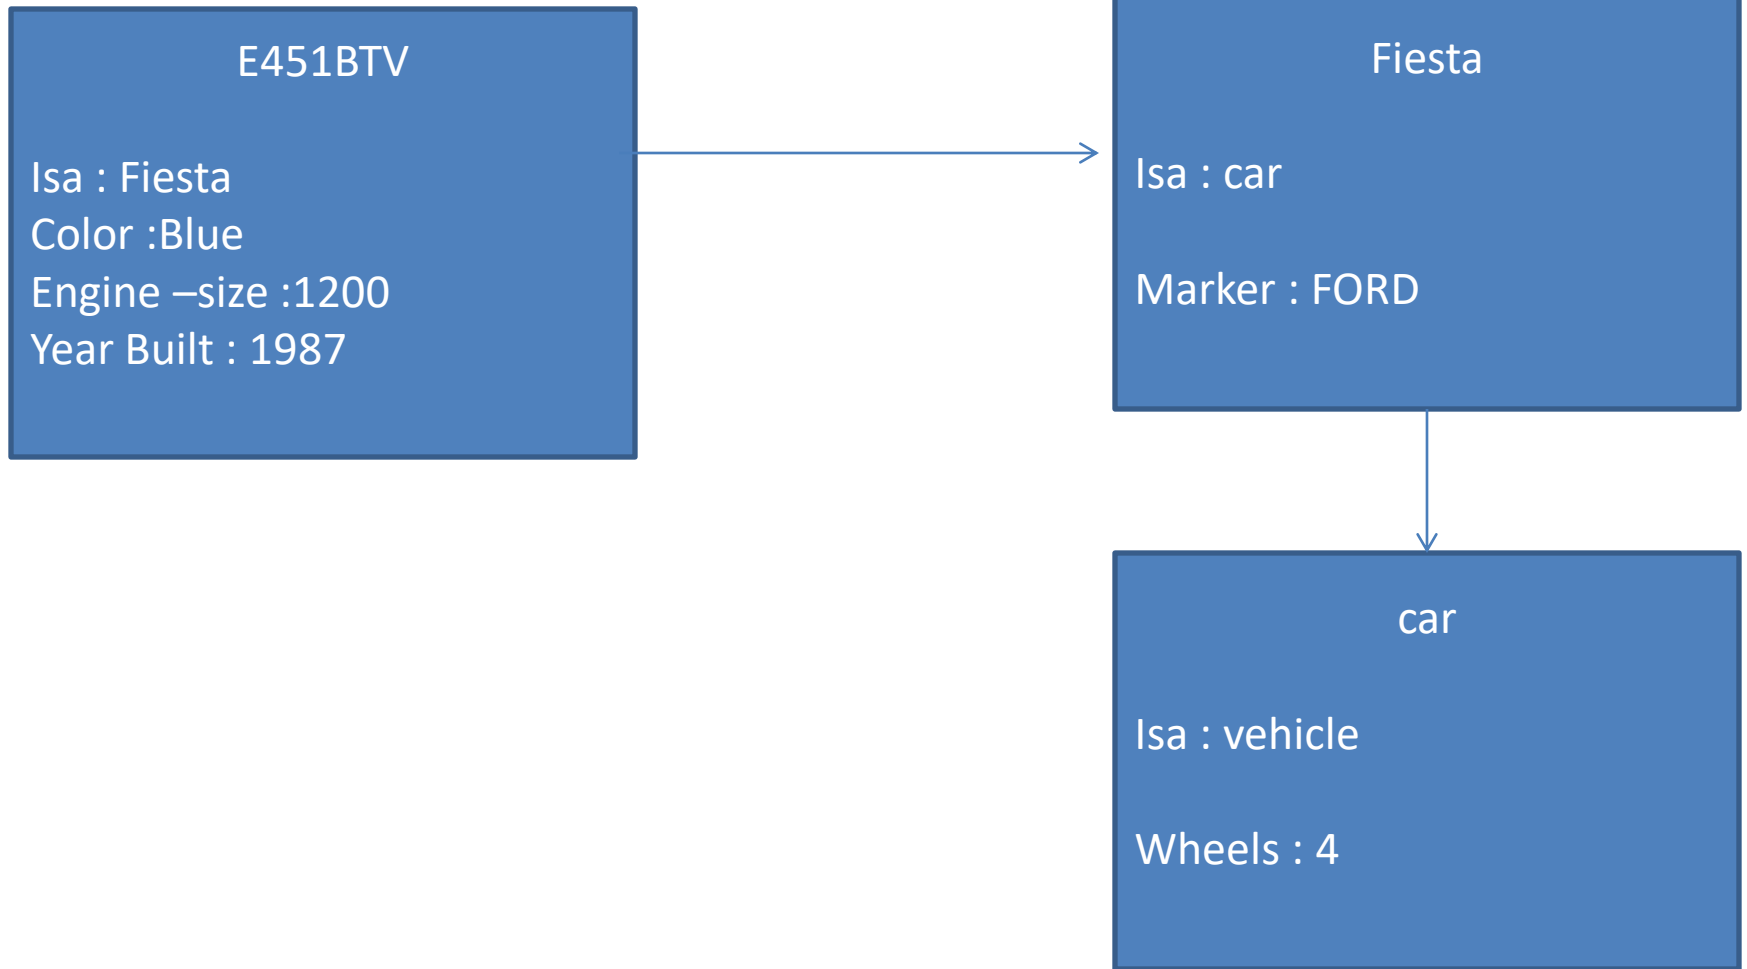 E451BTV
Isa : Fiesta
Color :Blue
Engine –size :1200
Year Built : 1987
Fiesta
Isa : car
Marker : FORD
car
Isa : vehicle
Wheels : 4